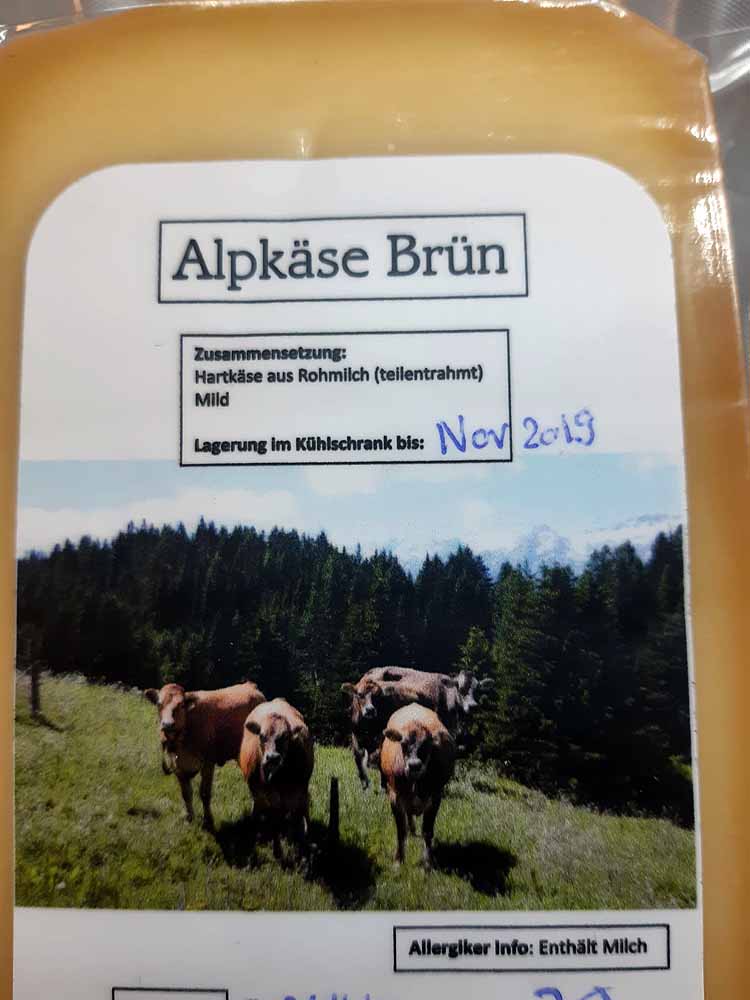 Alpkäse Brün
Zusammensetzung:
Hartkäse aus Rohmilch (teilentrahmt)
Mild
Lagerung im Kühlschrank bis: Nov 2019
Allergiker Info: Enthält Milch